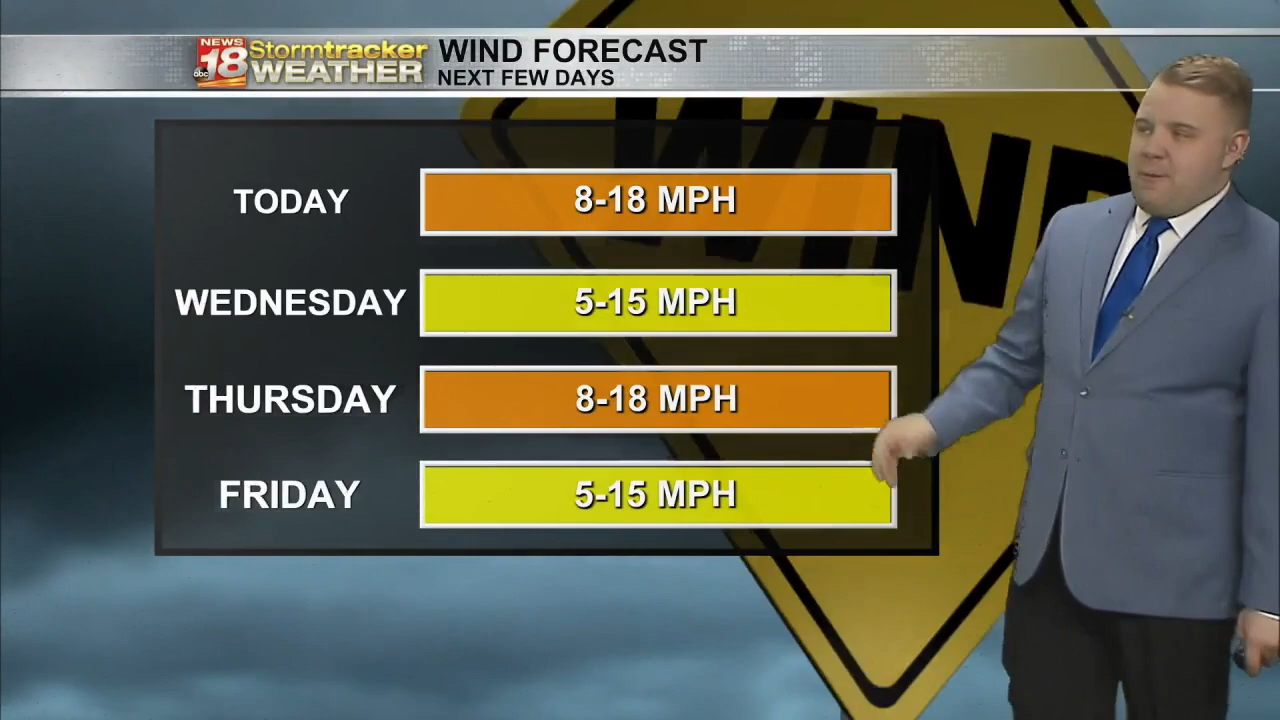 NEWS
abc 18
Stormtracker
WEATHER
WIND FORECAST
NEXT FEW DAYS
WIND
TODAY 8-18 MPH
WEDNESDAY 5-15 MPH
THURSDAY 8-18 MPH
FRIDAY 5-15 MPH